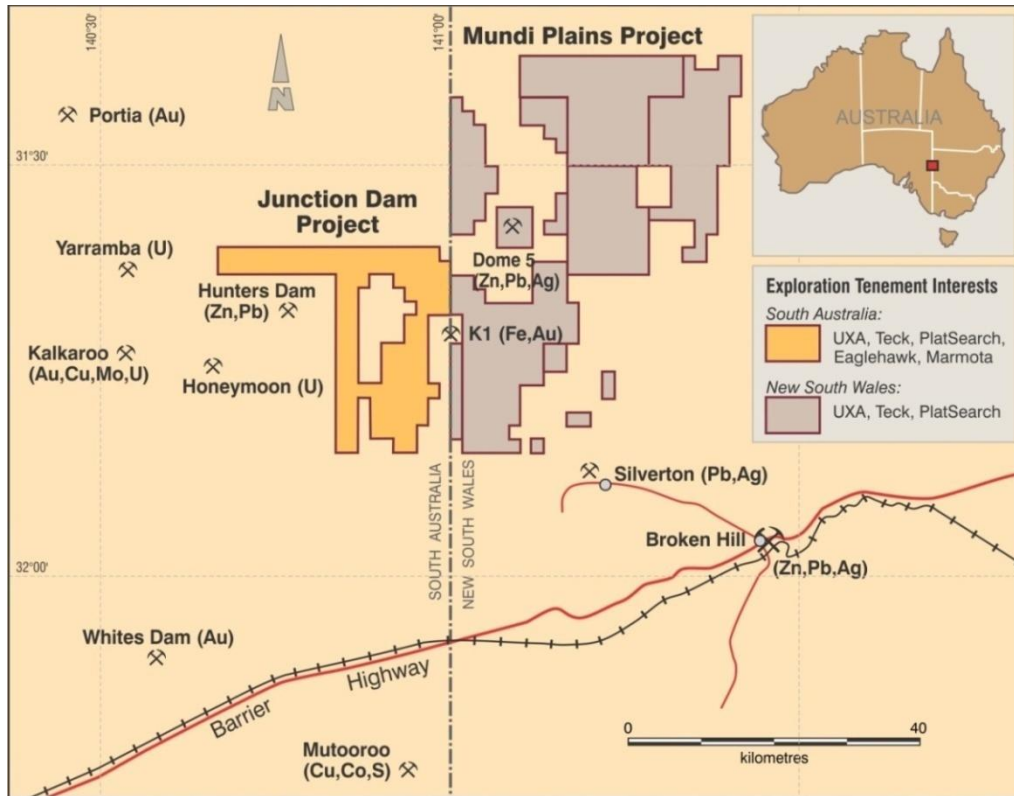 140°30'
141°00'
Mundi Plains Project
N
Portia (Au)
AUSTRALIA
31°30'
Junction Dam
Project
Yarramba (U)
Dome 5
(Zn,Pb,Ag)
Hunters Dam
(Zn,Pb)
K1 (Fe,Au)
Kalkaroo
(Au,Cu,Mo,U)
Honeymoon (U)
Exploration Tenement Interests
South Australia:
UXA, Teck, PlatSearch,
Eaglehawk, Marmota
New South Wales:
UXA, Teck, PlatSearch
SOUTH AUSTRALIA
NEW SOUTH WALES
Silverton (Pb,Ag)
Broken Hill
(Zn,Pb,Ag)
32°00'
Whites Dam (Au)
Barrier
Highway
Mutooroo
(Cu,Co,S)
0
40
kilometres